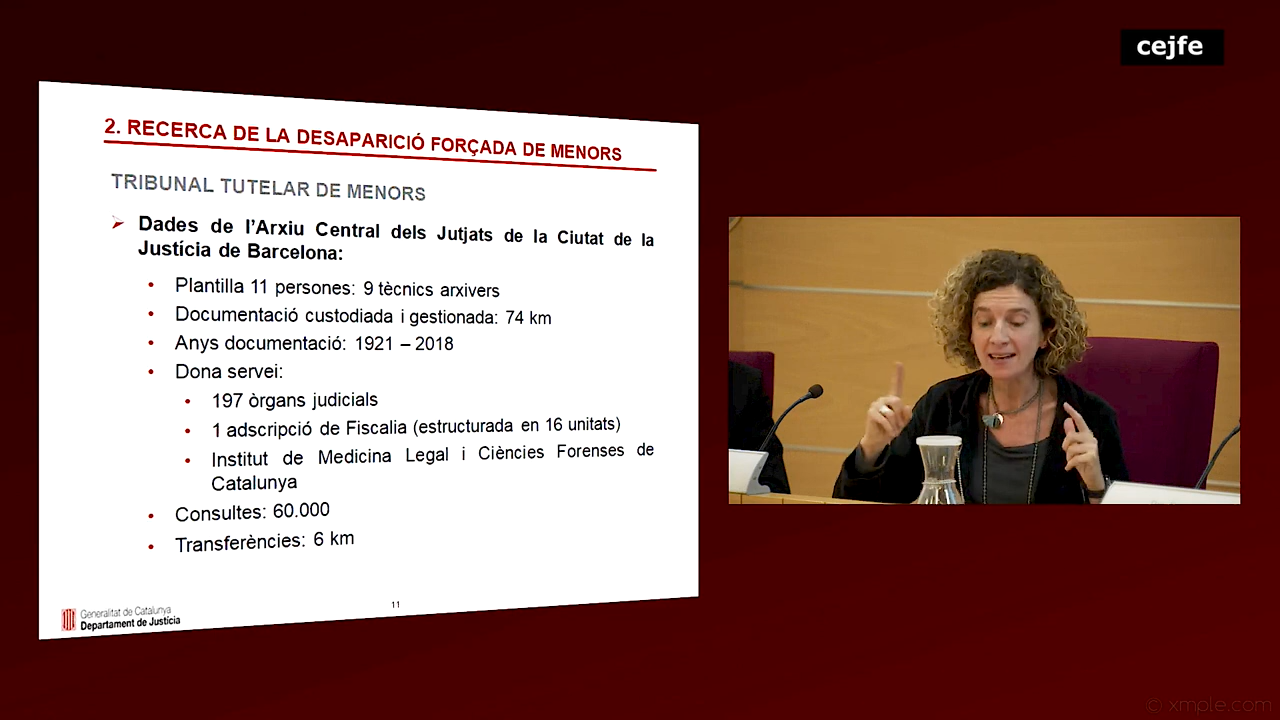 cejfe
2. RECERCA DE LA DESAPARICIÓ FORÇADA DE MENORS
TRIBUNAL TUTELAR DE MENORS
Dades de l'Arxiu Central dels Jutjats de la Ciutat de la
Justícia de Barcelona:
• Plantilla 11 persones: 9 tècnics arxivers
• Documentació custodiada i gestionada: 74 km
• Anys documentació: 1921 – 2018
• Dona servei:
• 197 òrgans judicials
• 1 adscripció de Fiscalia (estructurada en 16 unitats)
• Institut de Medicina Legal i Ciències Forenses de
Catalunya
• Consultes: 60.000
• Transferències: 6 km
Generalitat de Catalunya
Departament de Justícia
11
© xmple.com